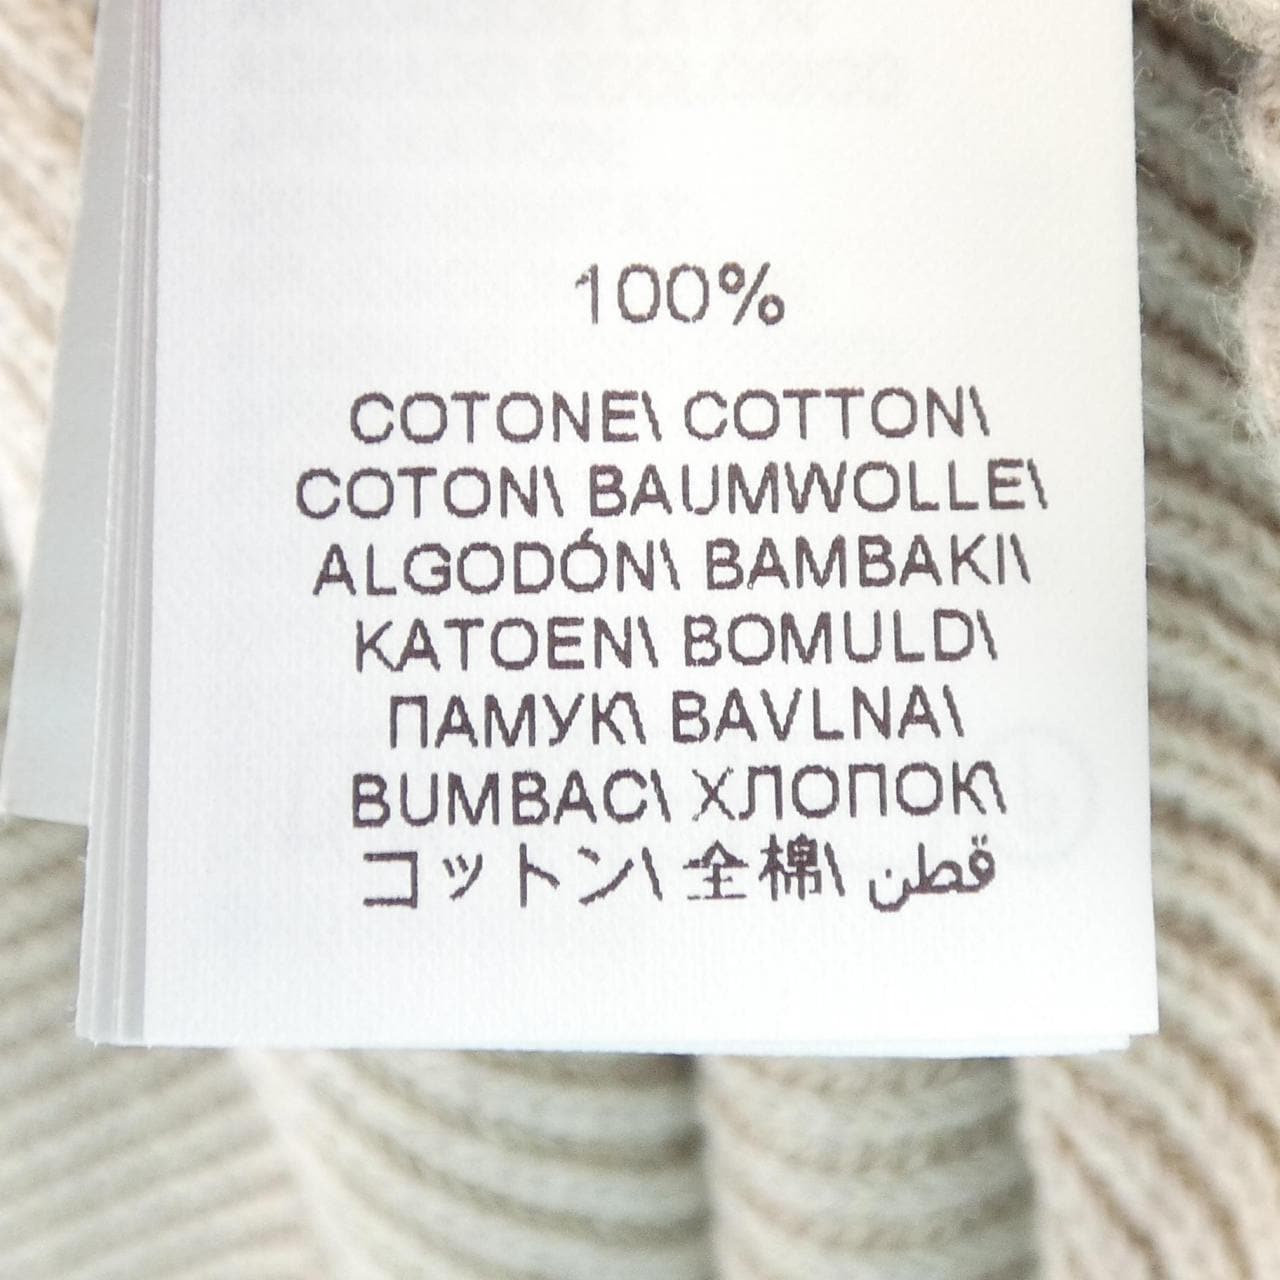 100%
COTONE\ COTTON\
COTON\ BAUMWOLLE\
ALGODÓN\ BAMBAKI\
KATOEN\ BOMULD\
ПАМУК\ BAVLNA\
BUMBAC\ ХЛОПОК\
コットン\ 全棉\ قطن